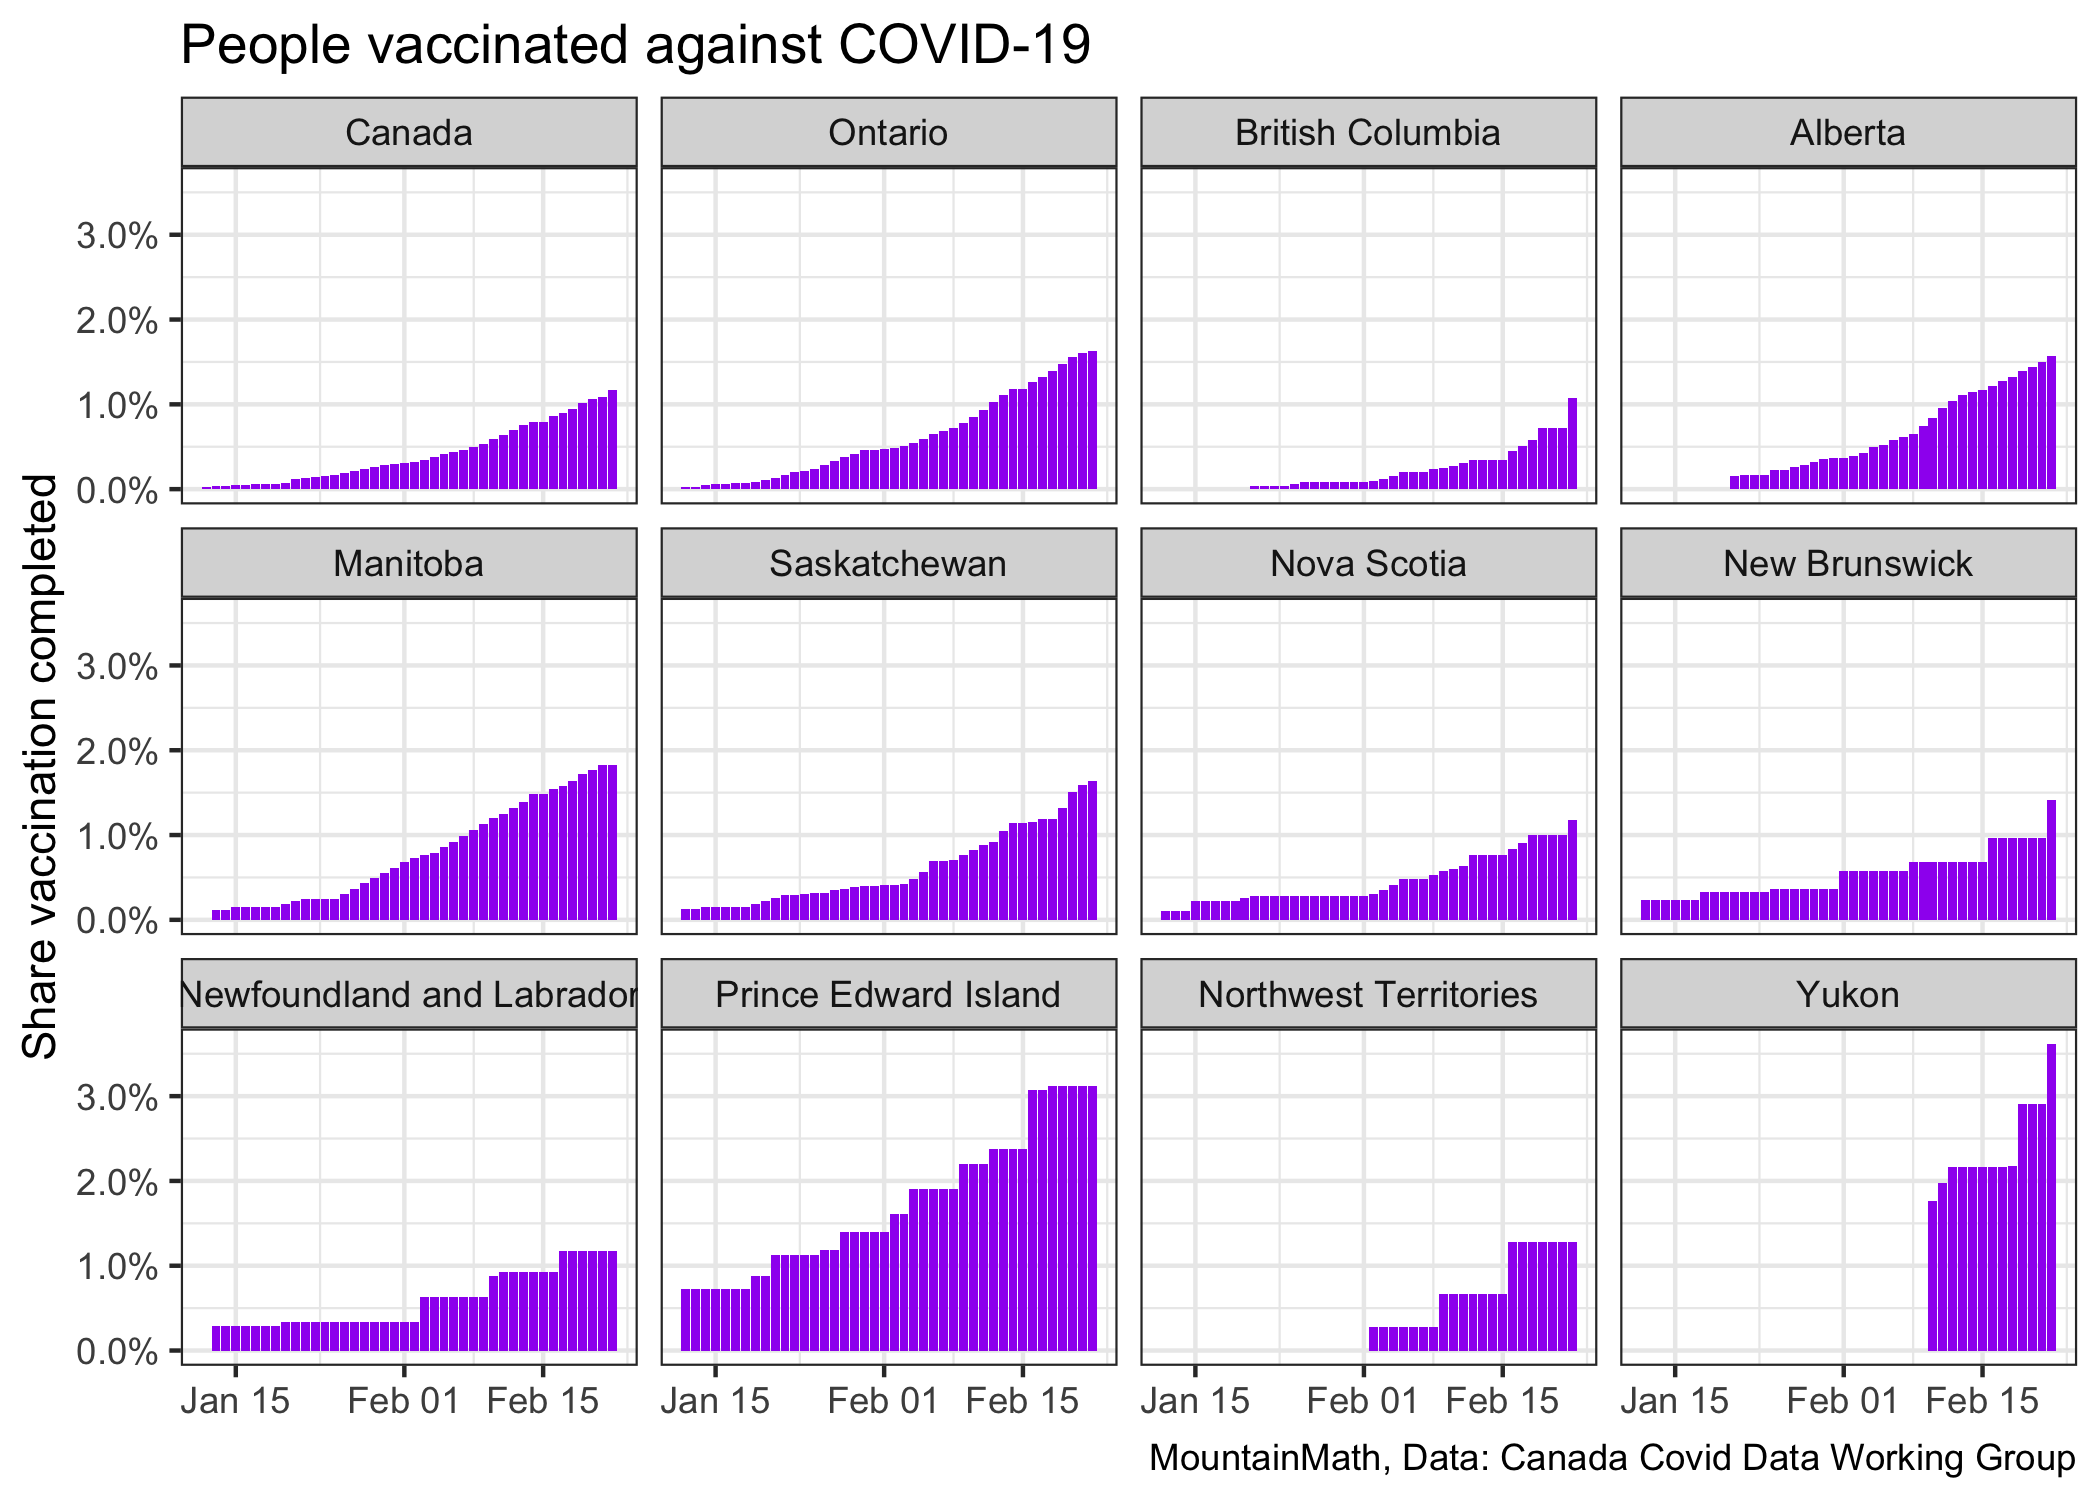 People vaccinated against COVID-19
Share vaccination completed
Canada
Ontario
British Columbia
Alberta
3.0%
2.0%
1.0%
0.0%
Manitoba
Saskatchewan
Nova Scotia
New Brunswick
3.0%
2.0%
1.0%
0.0%
Newfoundland and Labrador
Prince Edward Island
Northwest Territories
Yukon
3.0%
2.0%
1.0%
0.0%
Jan 15 Feb 01 Feb 15
Jan 15 Feb 01 Feb 15
Jan 15 Feb 01 Feb 15
Jan 15 Feb 01 Feb 15
MountainMath, Data: Canada Covid Data Working Group